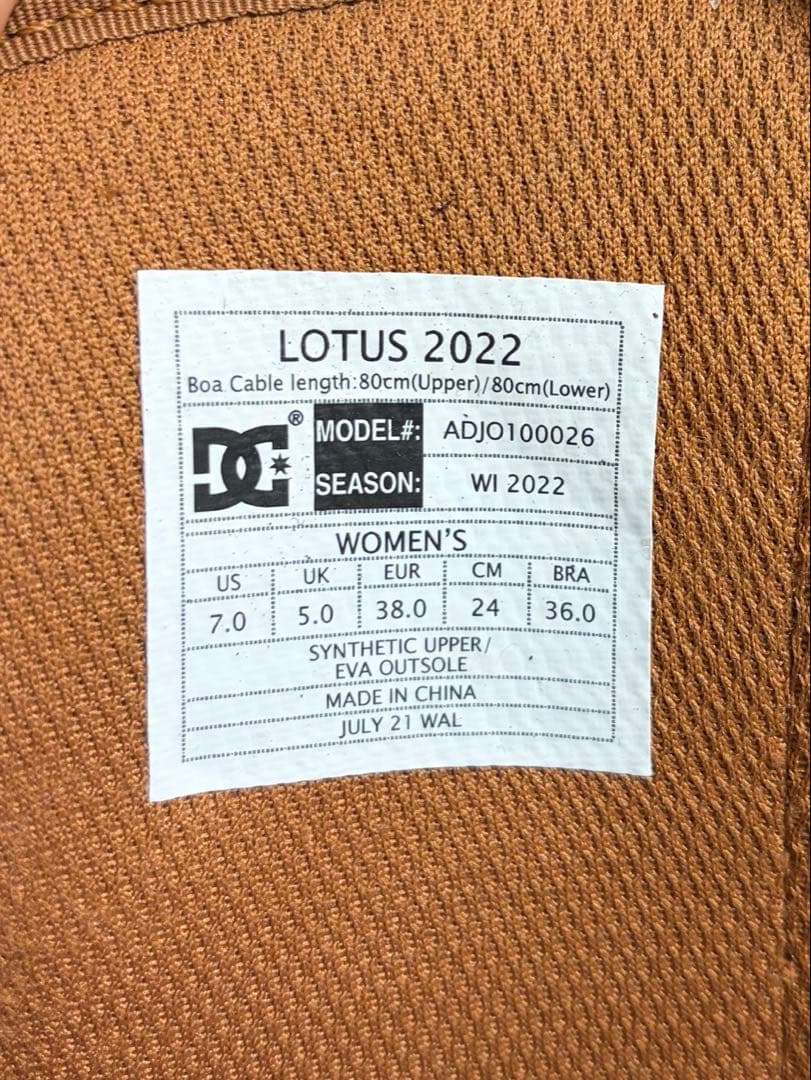 LOTUS 2022
Boa Cable length:80cm(Upper)/80cm(Lower)
DC® MODEL#: ADJO100026
SEASON: WI 2022
WOMEN'S
US UK EUR CM BRA
7.0 5.0 38.0 24 36.0
SYNTHETIC UPPER/
EVA OUTSOLE
MADE IN CHINA
JULY 21 WAL